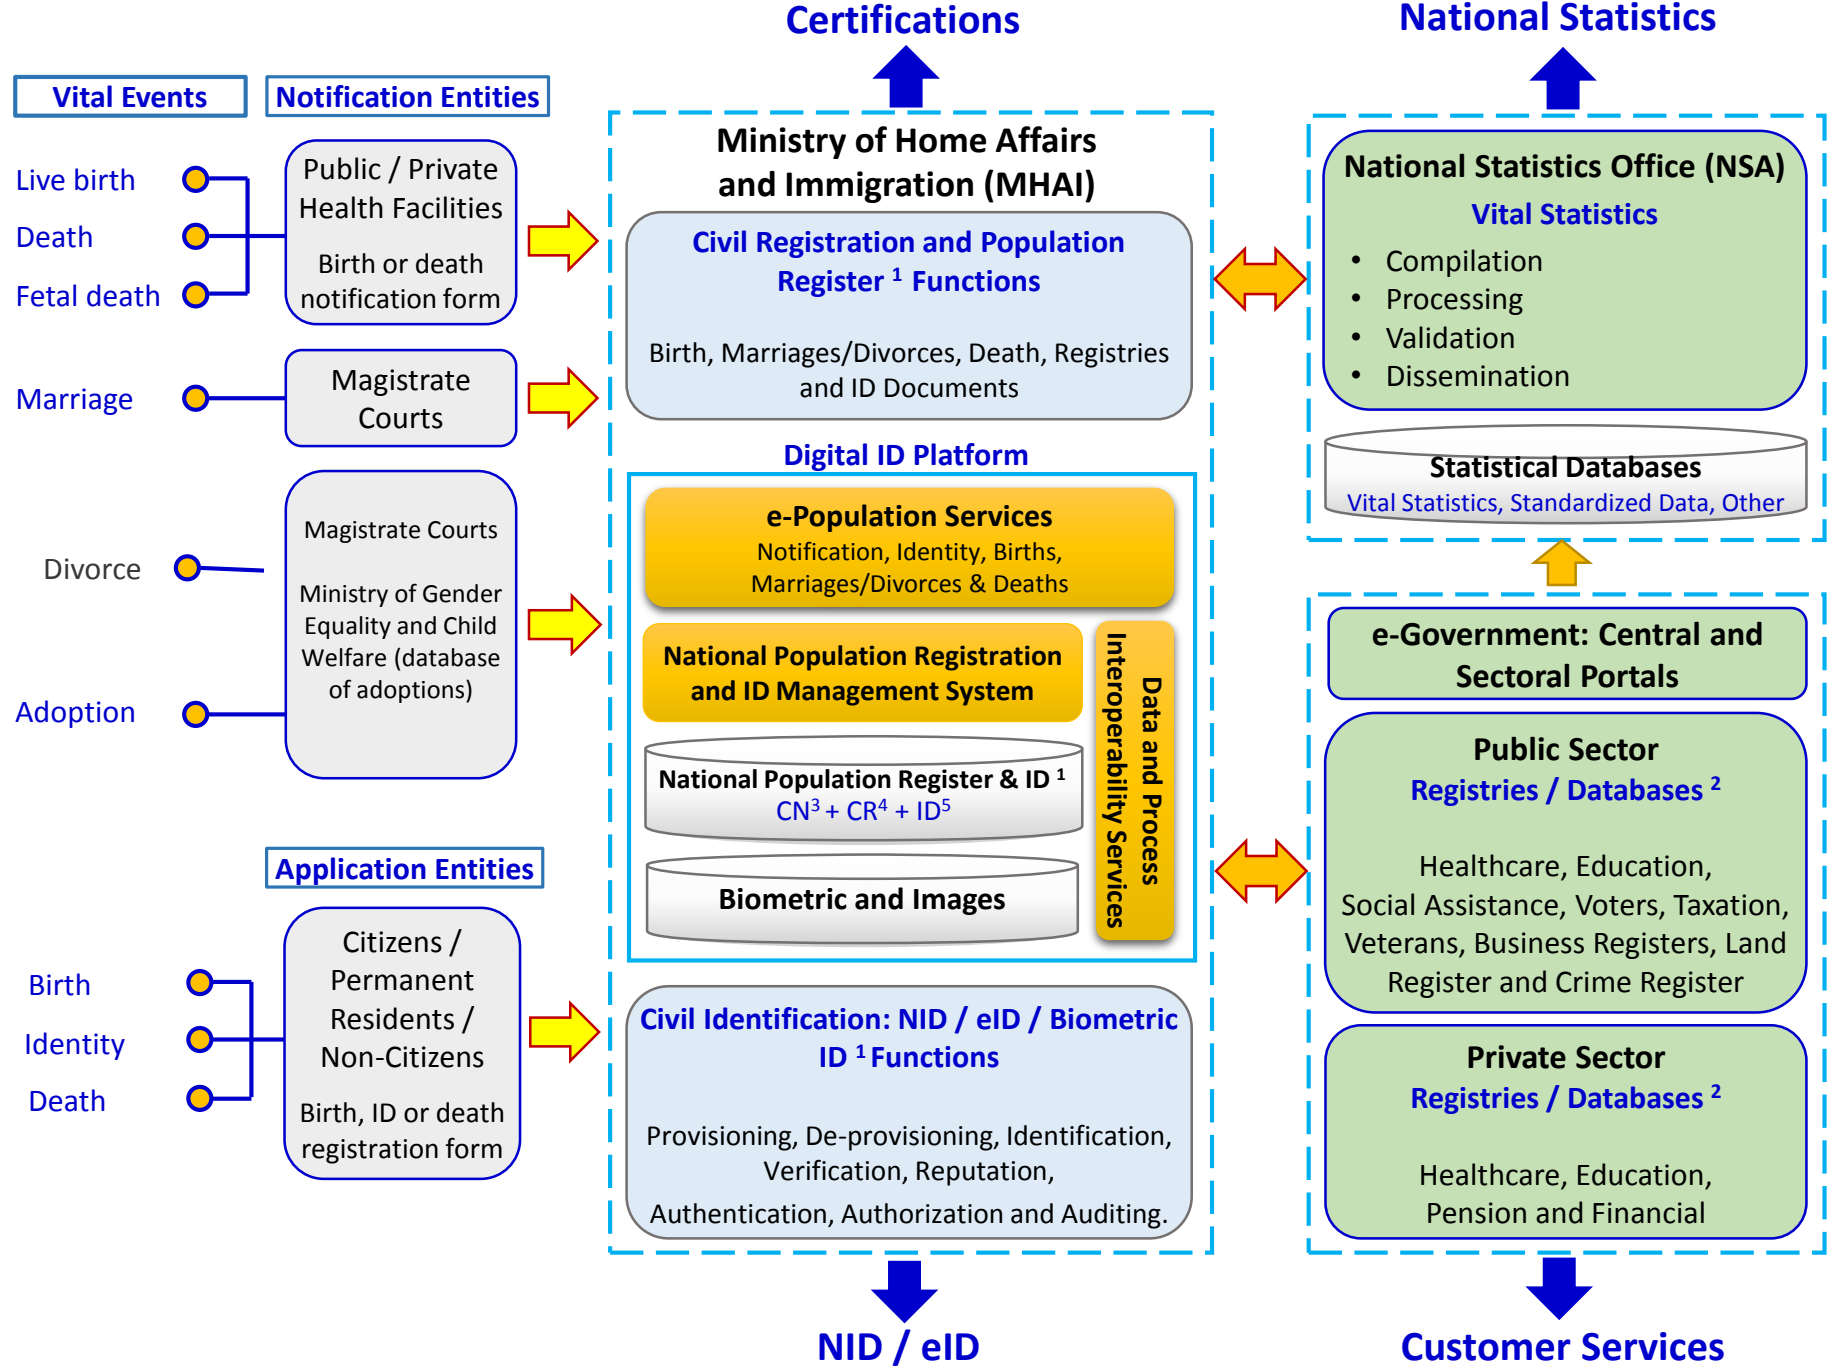 Certifications
National Statistics
Vital Events
Notification Entities
Live birth
Death
Fetal death
Marriage
Divorce
Adoption
Public / Private
Health Facilities
Birth or death
notification form
Magistrate
Courts
Magistrate Courts
Ministry of Gender
Equality and Child
Welfare (database
of adoptions)
Application Entities
Birth
Identity
Death
Citizens /
Permanent
Residents /
Non-Citizens
Birth, ID or death
registration form
Ministry of Home Affairs
and Immigration (MHAI)
Civil Registration and Population
Register ¹ Functions
Birth, Marriages/Divorces, Death, Registries
and ID Documents
Digital ID Platform
e-Population Services
Notification, Identity, Births,
Marriages/Divorces & Deaths
National Population Registration
and ID Management System
Data and Process
Interoperability Services
National Population Register & ID ¹
CN³ + CR⁴ + ID⁵
Biometric and Images
Civil Identification: NID / eID / Biometric
ID ¹ Functions
Provisioning, De-provisioning, Identification,
Verification, Reputation,
Authentication, Authorization and Auditing.
NID / eID
National Statistics Office (NSA)
Vital Statistics
• Compilation
• Processing
• Validation
• Dissemination
Statistical Databases
Vital Statistics, Standardized Data, Other
e-Government: Central and
Sectoral Portals
Public Sector
Registries / Databases ²
Healthcare, Education,
Social Assistance, Voters, Taxation,
Veterans, Business Registers, Land
Register and Crime Register
Private Sector
Registries / Databases ²
Healthcare, Education,
Pension and Financial
Customer Services